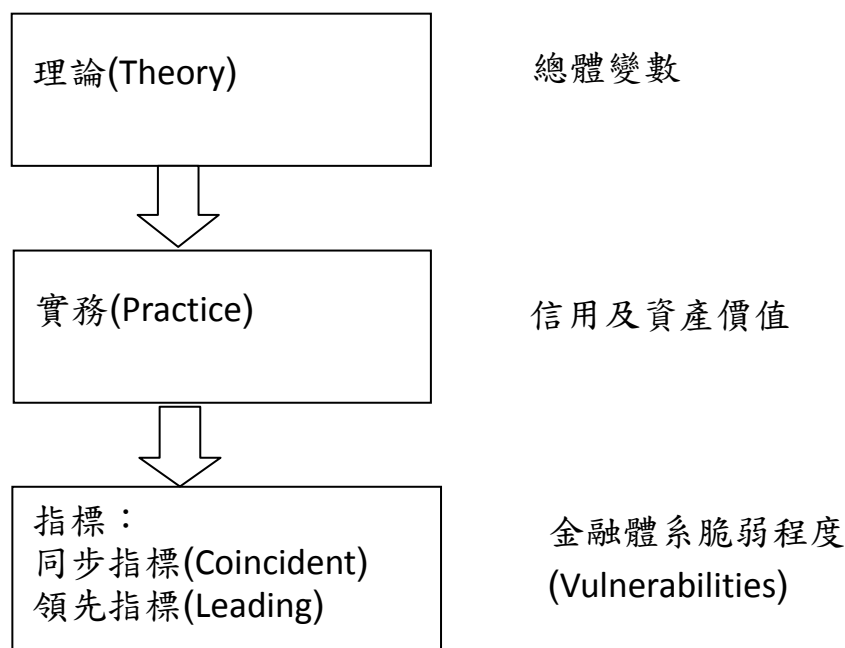 理論(Theory)
總體變數
實務(Practice)
信用及資產價值
指標：
同步指標(Coincident)
領先指標(Leading)
金融體系脆弱程度
(Vulnerabilities)